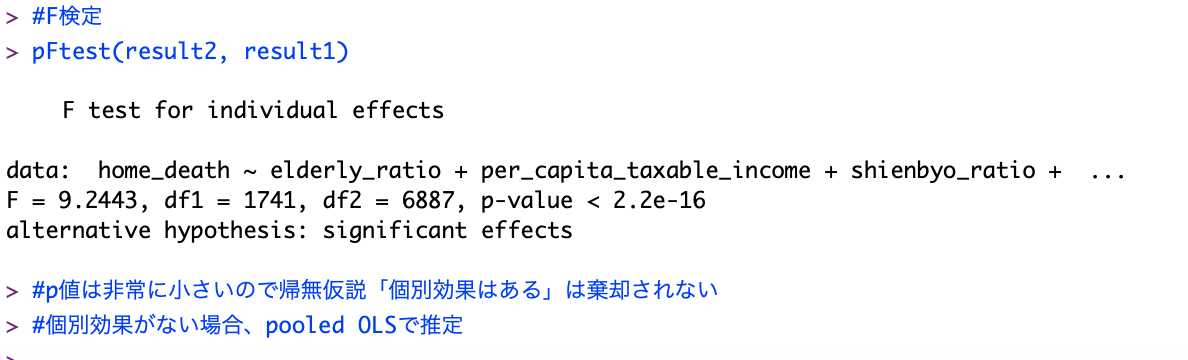 > #F検定
> pFtest(result2, result1)
F test for individual effects
data:  home_death ~ elderly_ratio + per_capita_taxable_income + shienbyo_ratio +  ...
F = 9.2443, df1 = 1741, df2 = 6887, p-value < 2.2e-16
alternative hypothesis: significant effects
> #p値は非常に小さいので帰無仮説「個別効果はある」は棄却されない
> #個別効果がない場合、pooled OLSで推定
>